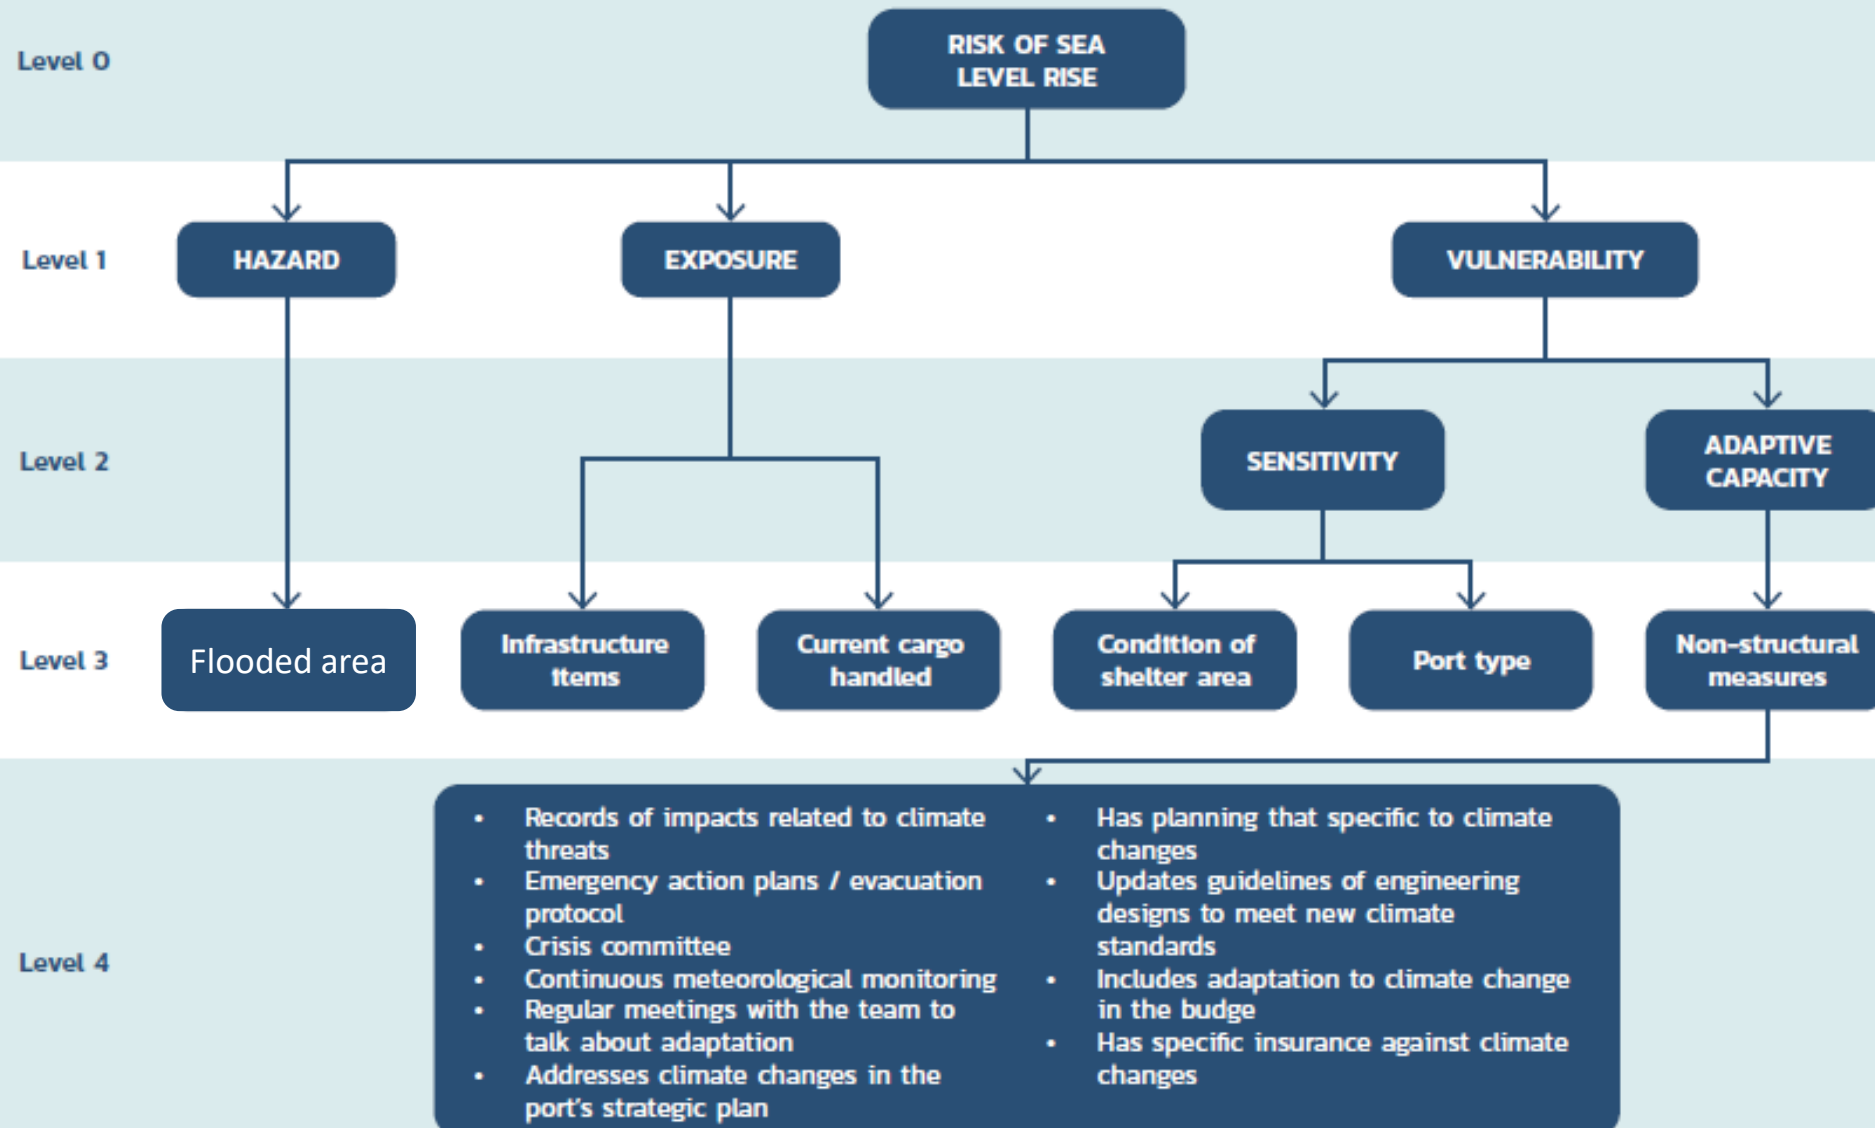 Level 0
RISK OF SEA
LEVEL RISE
Level 1
HAZARD
EXPOSURE
VULNERABILITY
Level 2
SENSITIVITY
ADAPTIVE
CAPACITY
Level 3
Flooded area
Infrastructure
items
Current cargo
handled
Condition of
shelter area
Port type
Non-structural
measures
Level 4
• Records of impacts related to climate
threats
• Emergency action plans / evacuation
protocol
• Crisis committee
• Continuous meteorological monitoring
• Regular meetings with the team to
talk about adaptation
• Addresses climate changes in the
port's strategic plan
• Has planning that specific to climate
changes
• Updates guidelines of engineering
designs to meet new climate
standards
• Includes adaptation to climate change
in the budge
• Has specific insurance against climate
changes